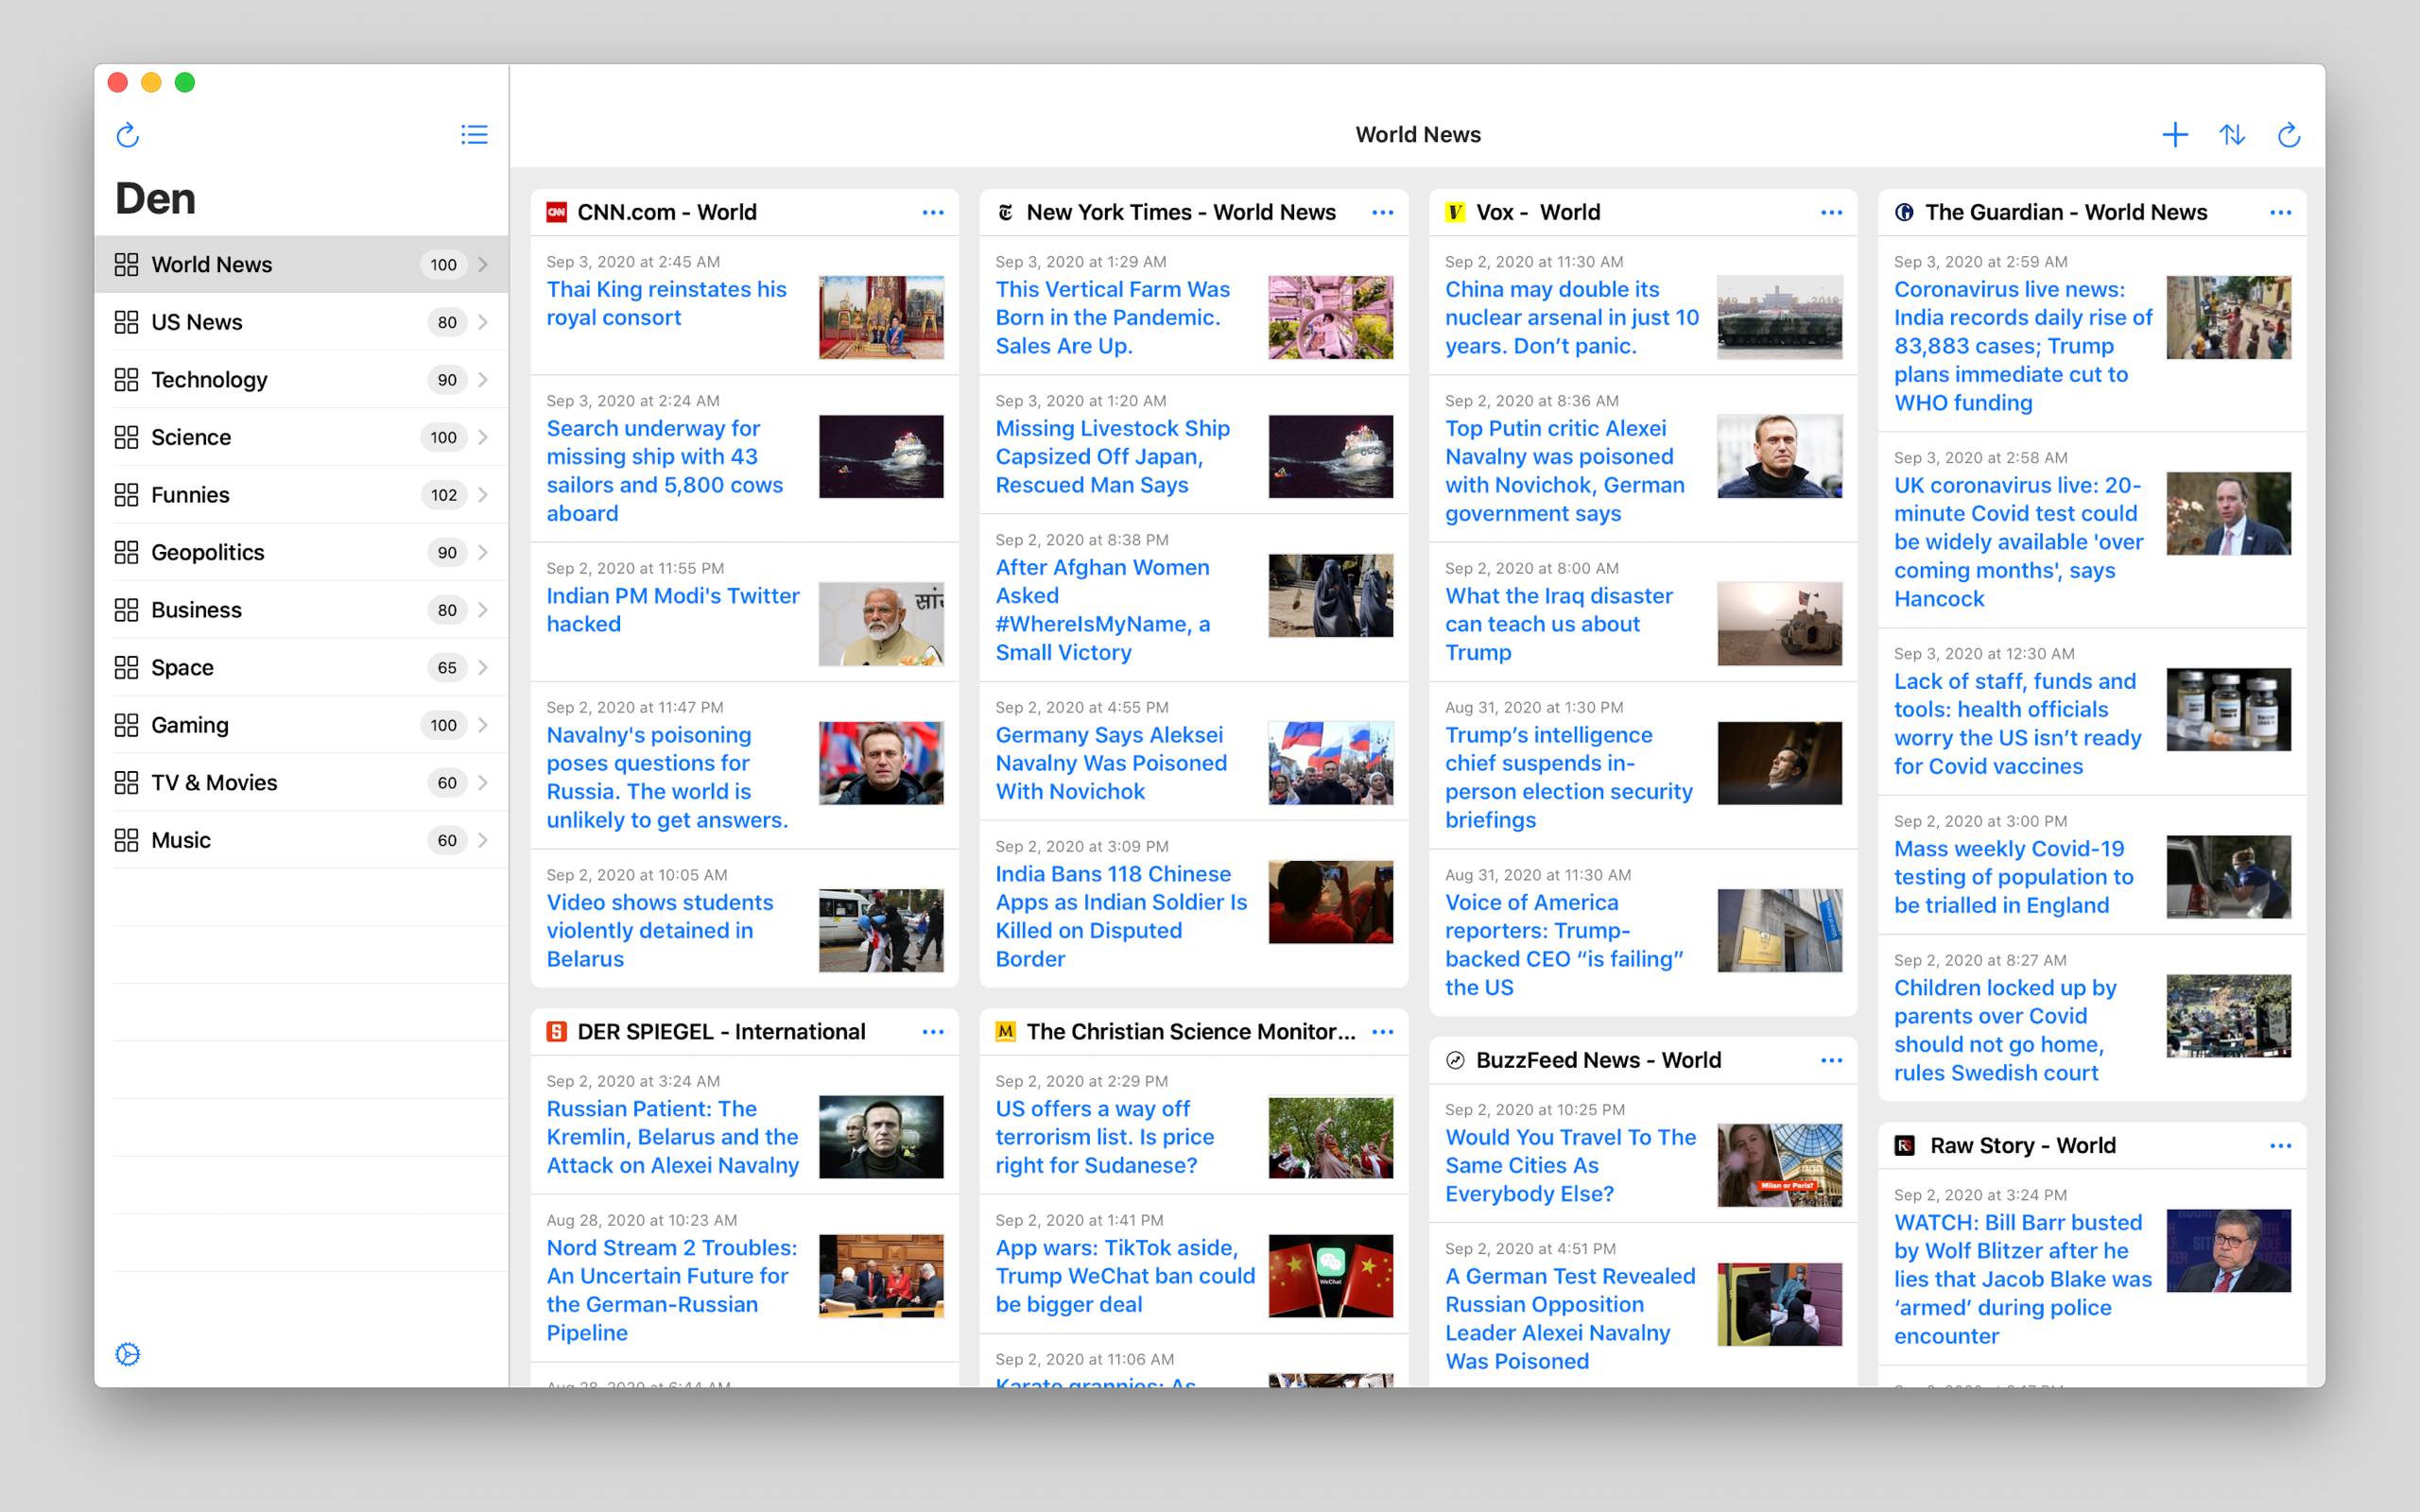 Den
World News 100
US News 80
Technology 90
Science 100
Funnies 102
Geopolitics 90
Business 80
Space 65
Gaming 100
TV & Movies 60
Music 60
World News
CNN.com - World
Sep 3, 2020 at 2:45 AM
Thai King reinstates his
royal consort
Sep 3, 2020 at 2:24 AM
Search underway for
missing ship with 43
sailors and 5,800 cows
aboard
Sep 2, 2020 at 11:55 PM
Indian PM Modi's Twitter
hacked
Sep 2, 2020 at 11:47 PM
Navalny's poisoning
poses questions for
Russia. The world is
unlikely to get answers.
Sep 2, 2020 at 10:05 AM
Video shows students
violently detained in
Belarus
DER SPIEGEL - International
Sep 2, 2020 at 3:24 AM
Russian Patient: The
Kremlin, Belarus and the
Attack on Alexei Navalny
Aug 28, 2020 at 10:23 AM
Nord Stream 2 Troubles:
An Uncertain Future for
the German-Russian
Pipeline
Aug 28, 2020 at 6:44 AM
New York Times - World News
Sep 3, 2020 at 1:29 AM
This Vertical Farm Was
Born in the Pandemic.
Sales Are Up.
Sep 3, 2020 at 1:20 AM
Missing Livestock Ship
Capsized Off Japan,
Rescued Man Says
Sep 2, 2020 at 8:38 PM
After Afghan Women
Asked
#WhereIsMyName, a
Small Victory
Sep 2, 2020 at 4:55 PM
Germany Says Aleksei
Navalny Was Poisoned
With Novichok
Sep 2, 2020 at 3:09 PM
India Bans 118 Chinese
Apps as Indian Soldier Is
Killed on Disputed
Border
The Christian Science Monitor...
Sep 2, 2020 at 2:29 PM
US offers a way off
terrorism list. Is price
right for Sudanese?
Sep 2, 2020 at 1:41 PM
App wars: TikTok aside,
Trump WeChat ban could
be bigger deal
WeChat
Sep 2, 2020 at 11:06 AM
Karate grannies: As
Vox -  World
Sep 2, 2020 at 11:30 AM
China may double its
nuclear arsenal in just 10
years. Don’t panic.
Sep 2, 2020 at 8:36 AM
Top Putin critic Alexei
Navalny was poisoned
with Novichok, German
government says
Sep 2, 2020 at 8:00 AM
What the Iraq disaster
can teach us about
Trump
Aug 31, 2020 at 1:30 PM
Trump’s intelligence
chief suspends in-
person election security
briefings
Aug 31, 2020 at 11:30 AM
Voice of America
reporters: Trump-
backed CEO “is failing”
the US
BuzzFeed News - World
Sep 2, 2020 at 10:25 PM
Would You Travel To The
Same Cities As
Everybody Else?
Milan or Paris?
Sep 2, 2020 at 4:51 PM
A German Test Revealed
Russian Opposition
Leader Alexei Navalny
Was Poisoned
The Guardian - World News
Sep 3, 2020 at 2:59 AM
Coronavirus live news:
India records daily rise of
83,883 cases; Trump
plans immediate cut to
WHO funding
Sep 3, 2020 at 2:58 AM
UK coronavirus live: 20-
minute Covid test could
be widely available 'over
coming months', says
Hancock
Sep 3, 2020 at 12:30 AM
Lack of staff, funds and
tools: health officials
worry the US isn’t ready
for Covid vaccines
Sep 2, 2020 at 3:00 PM
Mass weekly Covid-19
testing of population to
be trialled in England
Sep 2, 2020 at 8:27 AM
Children locked up by
parents over Covid
should not go home,
rules Swedish court
Raw Story - World
Sep 2, 2020 at 3:24 PM
WATCH: Bill Barr busted
by Wolf Blitzer after he
lies that Jacob Blake was
‘armed’ during police
encounter